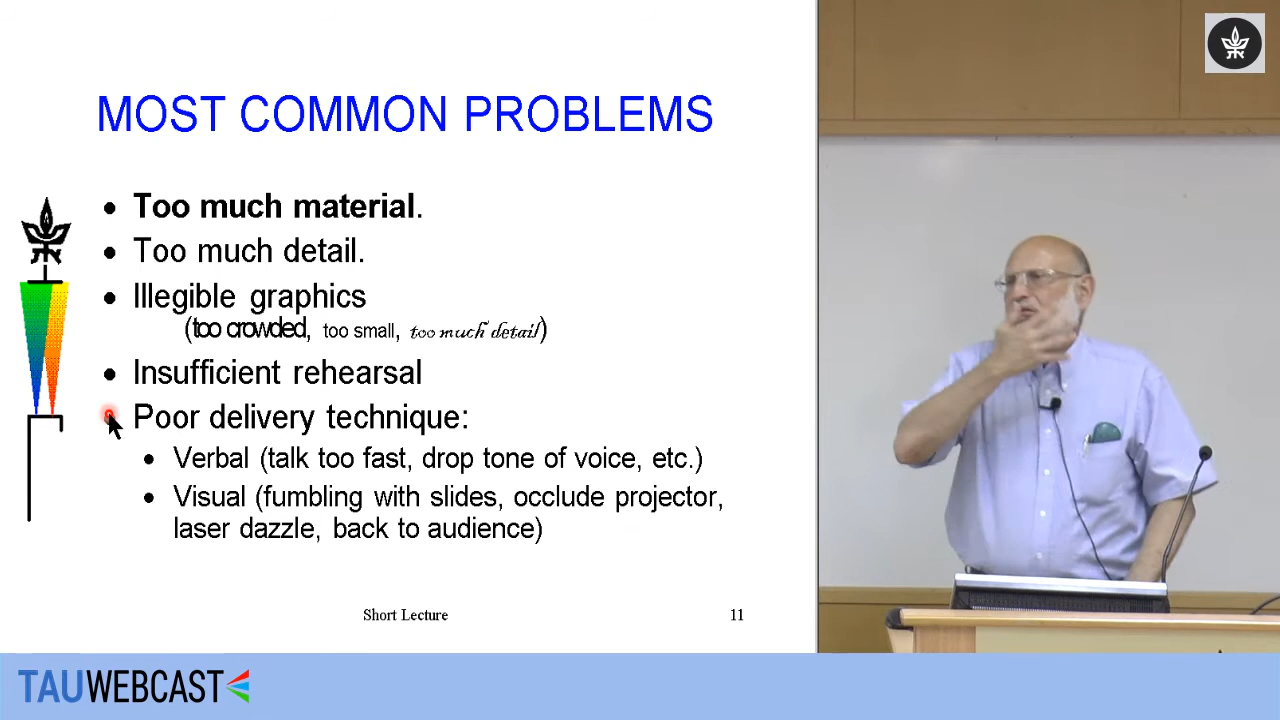 MOST COMMON PROBLEMS
• Too much material.
• Too much detail.
• Illegible graphics
(too crowded, too small, too much detail)
• Insufficient rehearsal
Poor delivery technique:
• Verbal (talk too fast, drop tone of voice, etc.)
• Visual (fumbling with slides, occlude projector,
laser dazzle, back to audience)
Short Lecture
11
TAUWEBCAST